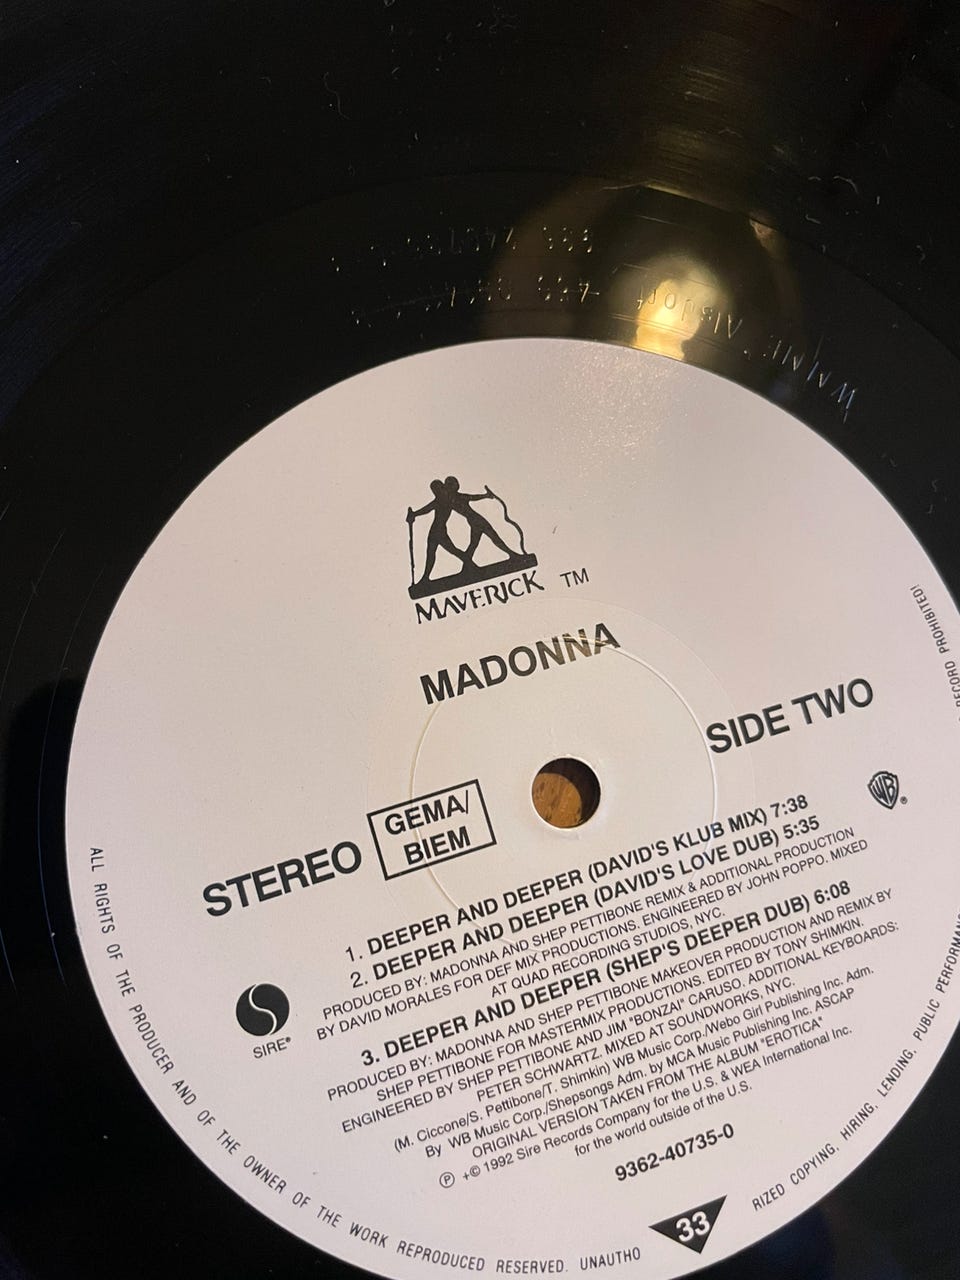 MAVERICK TM
MADONNA
SIDE TWO
STEREO
GEMA/
BIEM
WB ®
1. DEEPER AND DEEPER (DAVID'S KLUB MIX) 7:38
2. DEEPER AND DEEPER (DAVID'S LOVE DUB) 5:35
PRODUCED BY: MADONNA AND SHEP PETTIBONE REMIX & ADDITIONAL PRODUCTION
BY DAVID MORALES FOR DEF MIX PRODUCTIONS. ENGINEERED BY JOHN POPPO. MIXED
AT QUAD RECORDING STUDIOS, NYC.
3. DEEPER AND DEEPER (SHEP'S DEEPER DUB) 6:08
PRODUCED BY: MADONNA AND SHEP PETTIBONE MAKEOVER PRODUCTION AND REMIX BY
SHEP PETTIBONE FOR MASTERMIX PRODUCTIONS. EDITED BY TONY SHIMKIN.
ENGINEERED BY SHEP PETTIBONE AND JIM "BONZAI" CARUSO. ADDITIONAL KEYBOARDS:
PETER SCHWARTZ. MIXED AT SOUNDWORKS, NYC.
(M. Ciccone/S. Pettibone/T. Shimkin) WB Music Corp./Webo Girl Publishing Inc. Adm.
By WB Music Corp./Shepsongs Adm. by MCA Music Publishing Inc. ASCAP
ORIGINAL VERSION TAKEN FROM THE ALBUM "EROTICA"
℗ + © 1992 Sire Records Company for the U.S. & WEA International Inc.
for the world outside of the U.S.
SIRE®
9362-40735-0
33
ALL RIGHTS OF THE PRODUCER AND OF THE OWNER OF THE WORK REPRODUCED RESERVED. UNAUTHO
RIZED COPYING, HIRING, LENDING, PUBLIC PERFORMAN
RECORD PROHIBITED!
Alsdorf